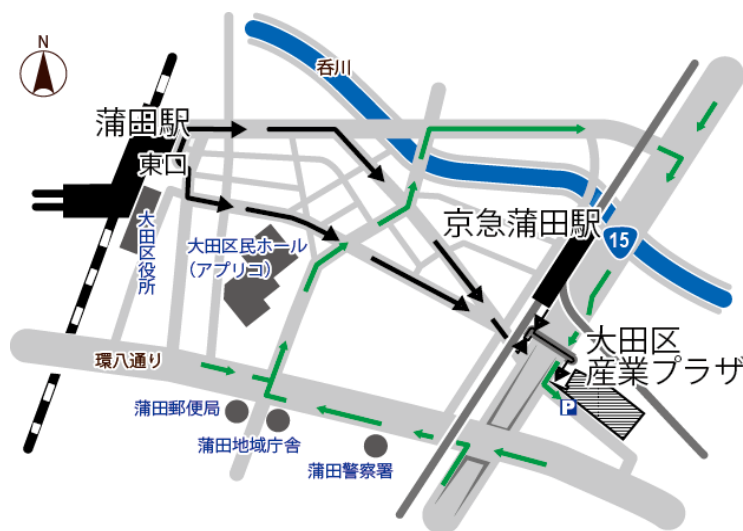 N
呑川
蒲田駅
東口
大田区役所
大田区民ホール
（アプリコ）
京急蒲田駅
15
大田区
産業プラザ
環八通り
P
蒲田郵便局
蒲田地域庁舎
蒲田警察署